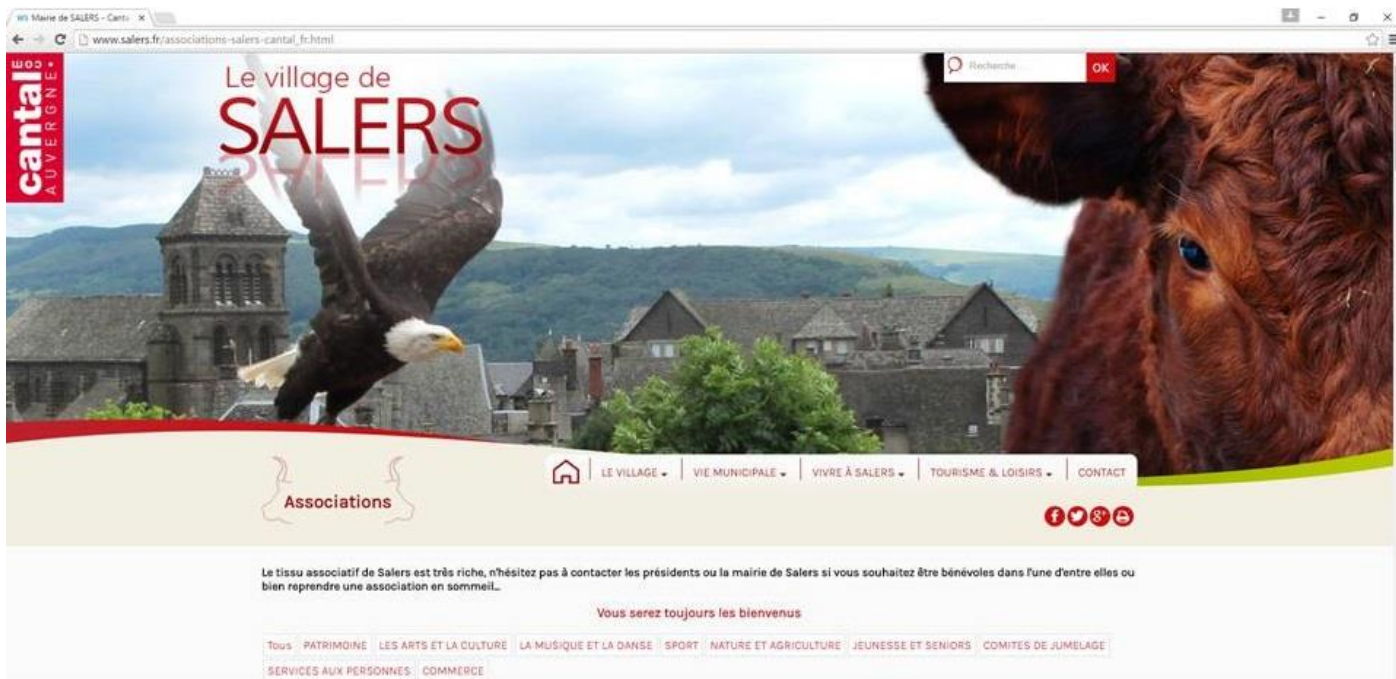 Mairie de SALERS - Canta
www.salers.fr/associations-salers-cantal_fr.html
cantal
AUVERGNE
Le village de
SALERS
Recherche
OK
LE VILLAGE
VIE MUNICIPALE
VIVRE À SALERS
TOURISME & LOISIRS
CONTACT
Associations
Le tissu associatif de Salers est très riche, n'hésitez pas à contacter les présidents ou la mairie de Salers si vous souhaitez être bénévoles dans l'une d'entre elles ou
bien reprendre une association en sommeil...
Vous serez toujours les bienvenus
Tous PATRIMOINE LES ARTS ET LA CULTURE LA MUSIQUE ET LA DANSE SPORT NATURE ET AGRICULTURE JEUNESSE ET SENIORS COMITES DE JUMELAGE
SERVICES AUX PERSONNES COMMERCE